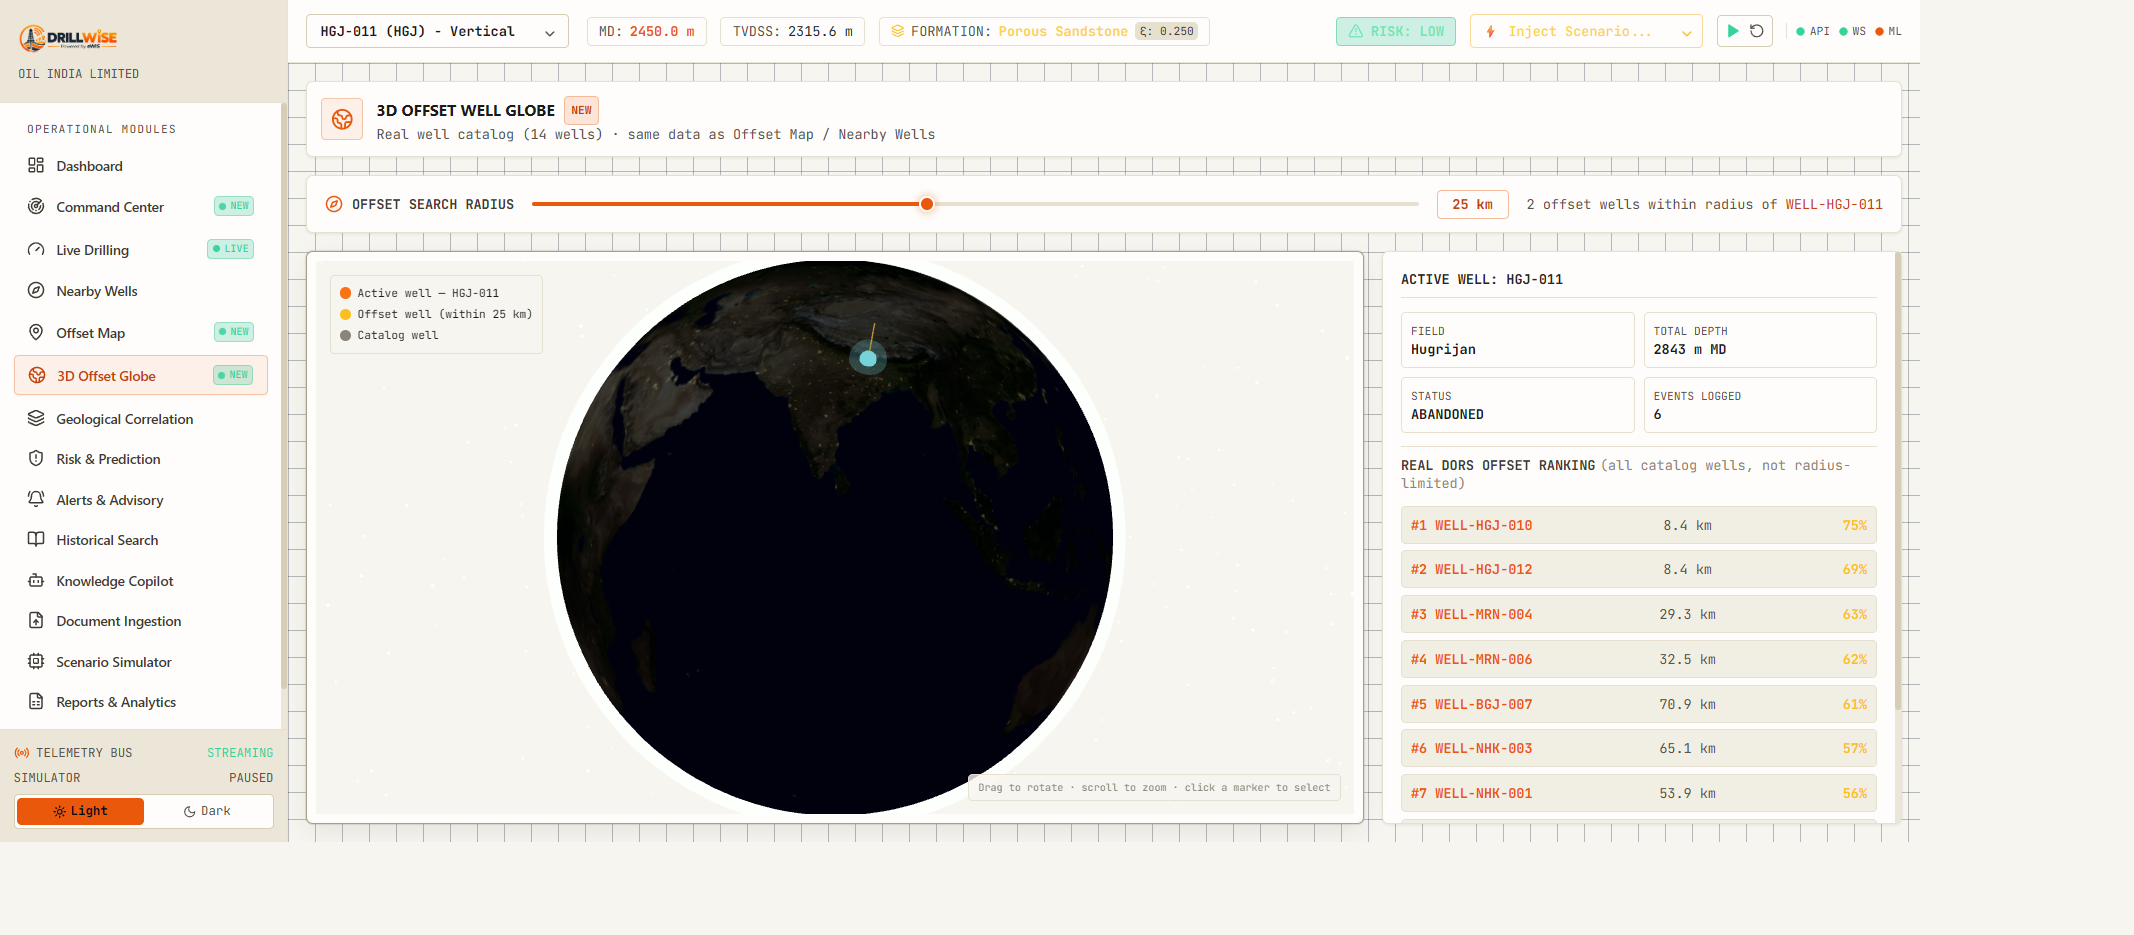 DRILLWISE
Powered by eWIS
OIL INDIA LIMITED
OPERATIONAL MODULES
Dashboard
Command Center
NEW
Live Drilling
LIVE
Nearby Wells
Offset Map
NEW
3D Offset Globe
NEW
Geological Correlation
Risk & Prediction
Alerts & Advisory
Historical Search
Knowledge Copilot
Document Ingestion
Scenario Simulator
Reports & Analytics
TELEMETRY BUS STREAMING
SIMULATOR PAUSED
Light Dark
HGJ-011 (HGJ) - Vertical
MD: 2450.0 m
TVDSS: 2315.6 m
FORMATION: Porous Sandstone ξ: 0.250
RISK: LOW
Inject Scenario...
API WS ML
3D OFFSET WELL GLOBE NEW
Real well catalog (14 wells) · same data as Offset Map / Nearby Wells
OFFSET SEARCH RADIUS
25 km
2 offset wells within radius of WELL-HGJ-011
Active well — HGJ-011
Offset well (within 25 km)
Catalog well
Drag to rotate · scroll to zoom · click a marker to select
ACTIVE WELL: HGJ-011
FIELD
Hugrijan
TOTAL DEPTH
2843 m MD
STATUS
ABANDONED
EVENTS LOGGED
6
REAL DORS OFFSET RANKING (all catalog wells, not radius-
limited)
#1 WELL-HGJ-010 8.4 km 75%
#2 WELL-HGJ-012 8.4 km 69%
#3 WELL-MRN-004 29.3 km 63%
#4 WELL-MRN-006 32.5 km 62%
#5 WELL-BGJ-007 70.9 km 61%
#6 WELL-NHK-003 65.1 km 57%
#7 WELL-NHK-001 53.9 km 56%